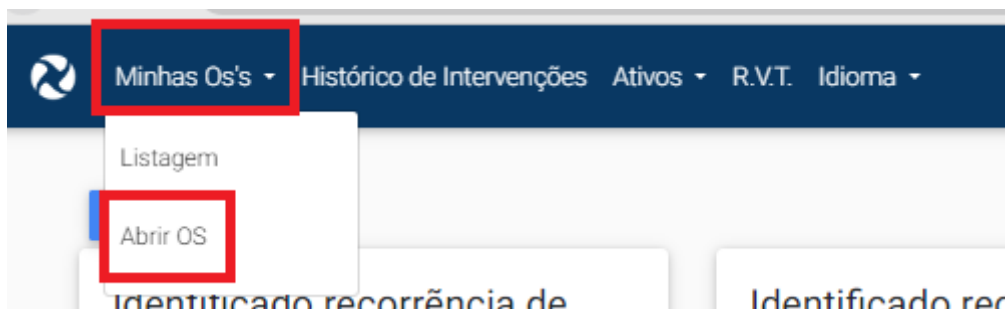 Minhas Os's Histórico de Intervenções Ativos R.V.T. Idioma
Listagem
Abrir OS
Identificado recorrência de
Identificado rec